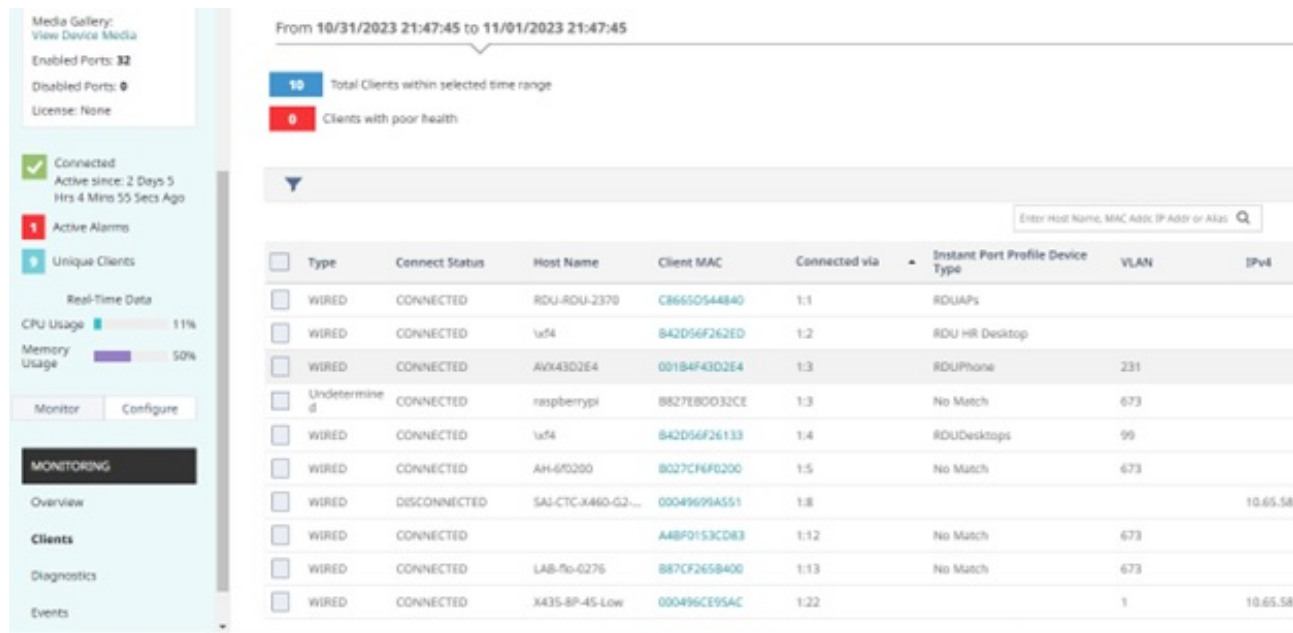 Media Gallery:
View Device Media
Enabled Ports: 32
Disabled Ports: 0
License: None
Connected
Active since: 2 Days 5
Hrs 4 Mins 55 Secs Ago
1 Active Alarms
9 Unique Clients
Real-Time Data
CPU Usage 11%
Memory
Usage 50%
Monitor Configure
MONITORING
Overview
Clients
Diagnostics
Events
From 10/31/2023 21:47:45 to 11/01/2023 21:47:45
10 Total Clients within selected time range
0 Clients with poor health
Enter Host Name, MAC Addr, IP Addr or Alias
Type Connect Status Host Name Client MAC Connected via Instant Port Profile Device Type VLAN IPv4
WIRED CONNECTED RDU-RDU-2370 C8665D544840 1:1 RDUAPs
WIRED CONNECTED \xf4 B42D56F262ED 1:2 RDU HR Desktop
WIRED CONNECTED AVX43D2E4 001B4F43D2E4 1:3 RDUPhone 231
Undetermined CONNECTED raspberrypi B827EBDD32CE 1:3 No Match 673
WIRED CONNECTED \xf4 B42D56F26133 1:4 RDUDesktops 99
WIRED CONNECTED AH-6f0200 B027CF6F0200 1:5 No Match 673
WIRED DISCONNECTED SAI-CTC-X460-G2-... 00049699A551 1:8 10.65.58
WIRED CONNECTED A4BF0153CD83 1:12 No Match 673
WIRED CONNECTED B87CF265B400 1:13 No Match 673
WIRED CONNECTED X435-8P-4S-Low 000496CE95AC 1:22 1 10.65.58